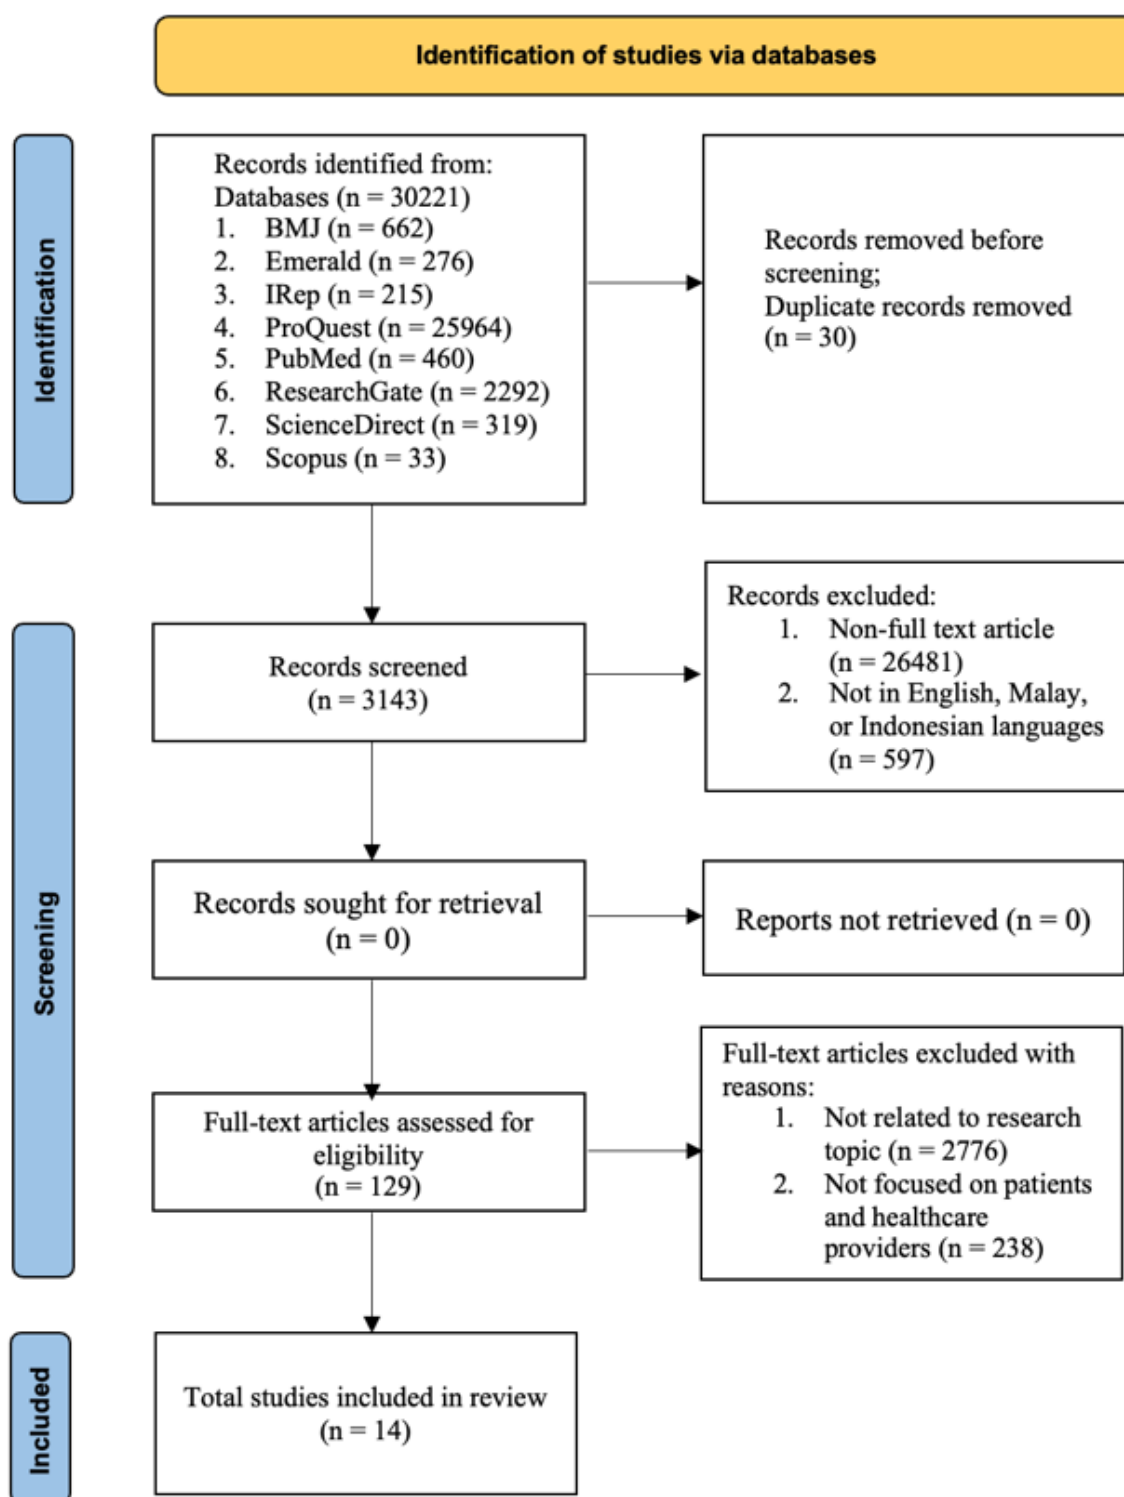 Identification of studies via databases
Identification
Records identified from:
Databases (n = 30221)
1. BMJ (n = 662)
2. Emerald (n = 276)
3. IRep (n = 215)
4. ProQuest (n = 25964)
5. PubMed (n = 460)
6. ResearchGate (n = 2292)
7. ScienceDirect (n = 319)
8. Scopus (n = 33)
Records removed before
screening;
Duplicate records removed
(n = 30)
Screening
Records screened
(n = 3143)
Records excluded:
1. Non-full text article
(n = 26481)
2. Not in English, Malay,
or Indonesian languages
(n = 597)
Records sought for retrieval
(n = 0)
Reports not retrieved (n = 0)
Full-text articles assessed for
eligibility
(n = 129)
Full-text articles excluded with
reasons:
1. Not related to research
topic (n = 2776)
2. Not focused on patients
and healthcare
providers (n = 238)
Included
Total studies included in review
(n = 14)